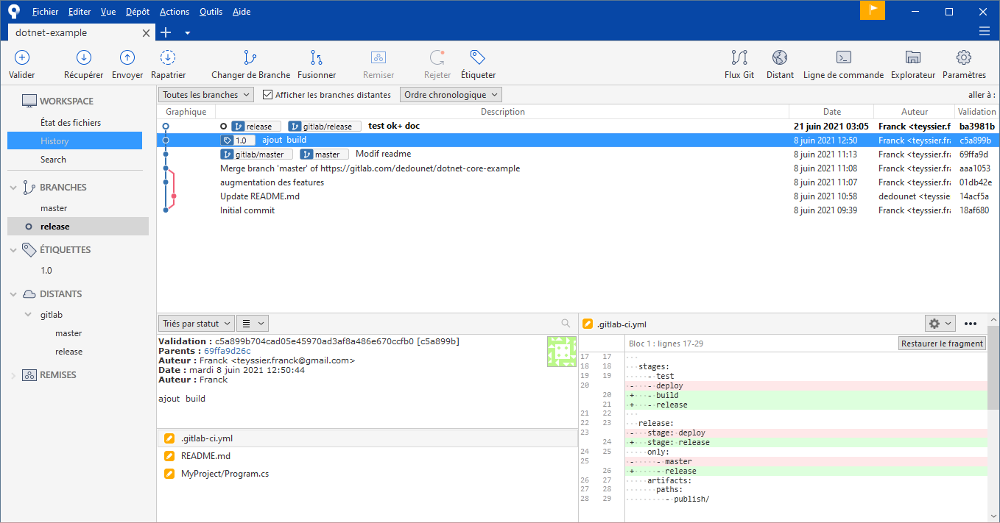 Fichier Editer Vue Dépôt Actions Outils Aide
dotnet-example
Valider Récupérer Envoyer Rapatrier Changer de Branche Fusionner Remiser Rejeter Étiqueter Flux Git Distant Ligne de commande Explorateur Paramètres
WORKSPACE
État des fichiers
History
Search
BRANCHES
master
release
ÉTIQUETTES
1.0
DISTANTS
gitlab
master
release
REMISES
Toutes les branches Afficher les branches distantes Ordre chronologique aller à :
Graphique Description Date Auteur Validation
release gitlab/release test ok+ doc 21 juin 2021 03:05 Franck <teyssier.f ba3981b
1.0 ajout build 8 juin 2021 12:50 Franck <teyssier.fra c5a899b
gitlab/master master Modif readme 8 juin 2021 11:13 Franck <teyssier.fra 69ffa9d
Merge branch 'master' of https://gitlab.com/dedounet/dotnet-core-example 8 juin 2021 11:08 Franck <teyssier.fra aaa1053
augmentation des features 8 juin 2021 11:07 Franck <teyssier.fra 01db42e
Update README.md 8 juin 2021 10:58 dedounet <teyssie 14acf5a
Initial commit 8 juin 2021 09:39 Franck <teyssier.fra 18af680
Triés par statut
Validation : c5a899b704cad05e45970ad3af8a486e670ccfb0 [c5a899b]
Parents : 69ffa9d26c
Auteur : Franck <teyssier.franck@gmail.com>
Date : mardi 8 juin 2021 12:50:44
Auteur : Franck
ajout build
.gitlab-ci.yml
README.md
MyProject/Program.cs
.gitlab-ci.yml
Bloc 1 : lignes 17-29 Restaurer le fragment
17 17
18 18 stages:
19 19 - test
20 - - deploy
20 + - build
21 + - release
21 22
22 23 release:
23 - stage: deploy
24 + stage: release
24 25 only:
25 - - master
26 + - release
26 27 artifacts:
27 28 paths:
28 29 - publish/